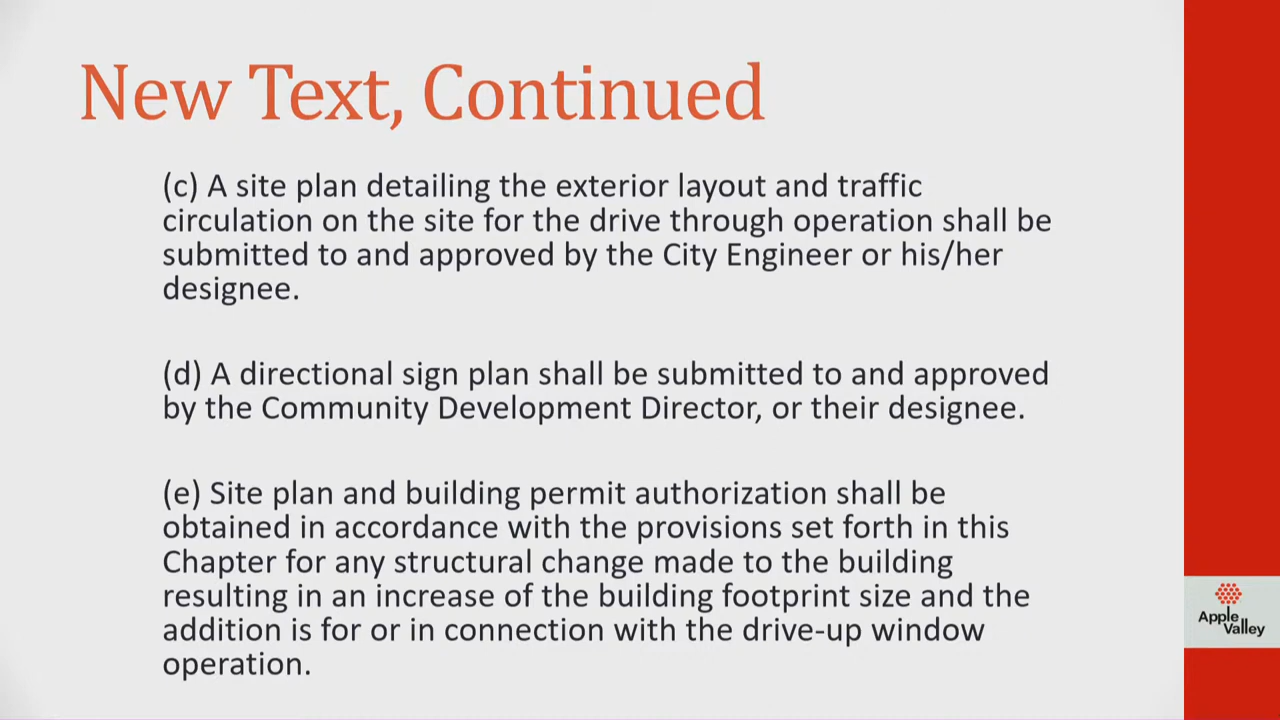 New Text, Continued
(c) A site plan detailing the exterior layout and traffic
circulation on the site for the drive through operation shall be
submitted to and approved by the City Engineer or his/her
designee.
(d) A directional sign plan shall be submitted to and approved
by the Community Development Director, or their designee.
(e) Site plan and building permit authorization shall be
obtained in accordance with the provisions set forth in this
Chapter for any structural change made to the building
resulting in an increase of the building footprint size and the
addition is for or in connection with the drive-up window
operation.
Apple
Valley